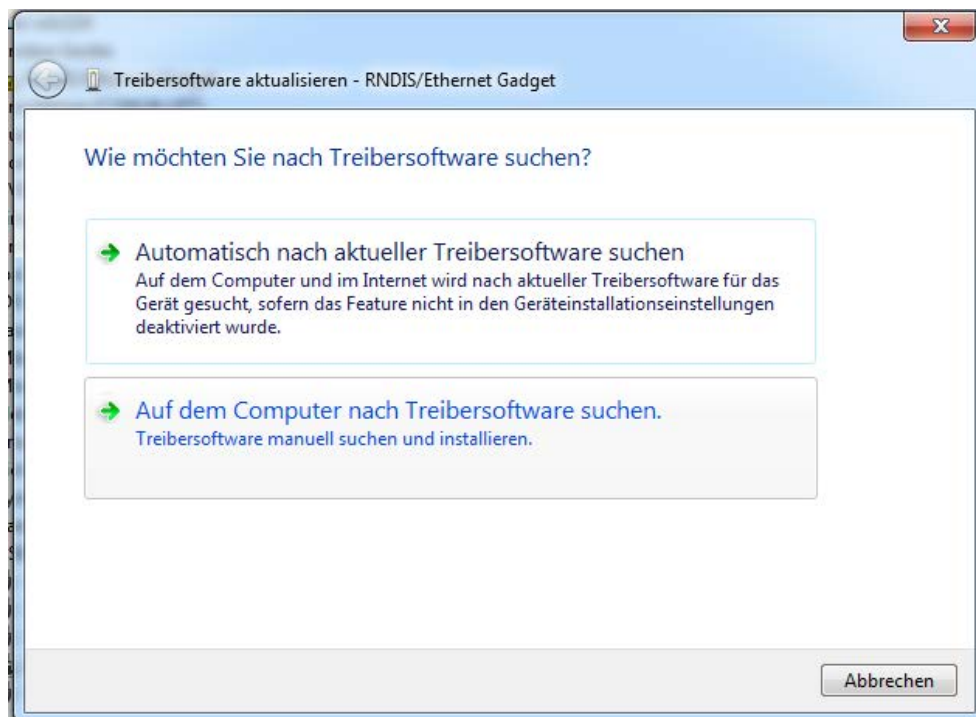 Treibersoftware aktualisieren - RNDIS/Ethernet Gadget
Wie möchten Sie nach Treibersoftware suchen?
Automatisch nach aktueller Treibersoftware suchen
Auf dem Computer und im Internet wird nach aktueller Treibersoftware für das
Gerät gesucht, sofern das Feature nicht in den Geräteinstallationseinstellungen
deaktiviert wurde.
Auf dem Computer nach Treibersoftware suchen.
Treibersoftware manuell suchen und installieren.
Abbrechen